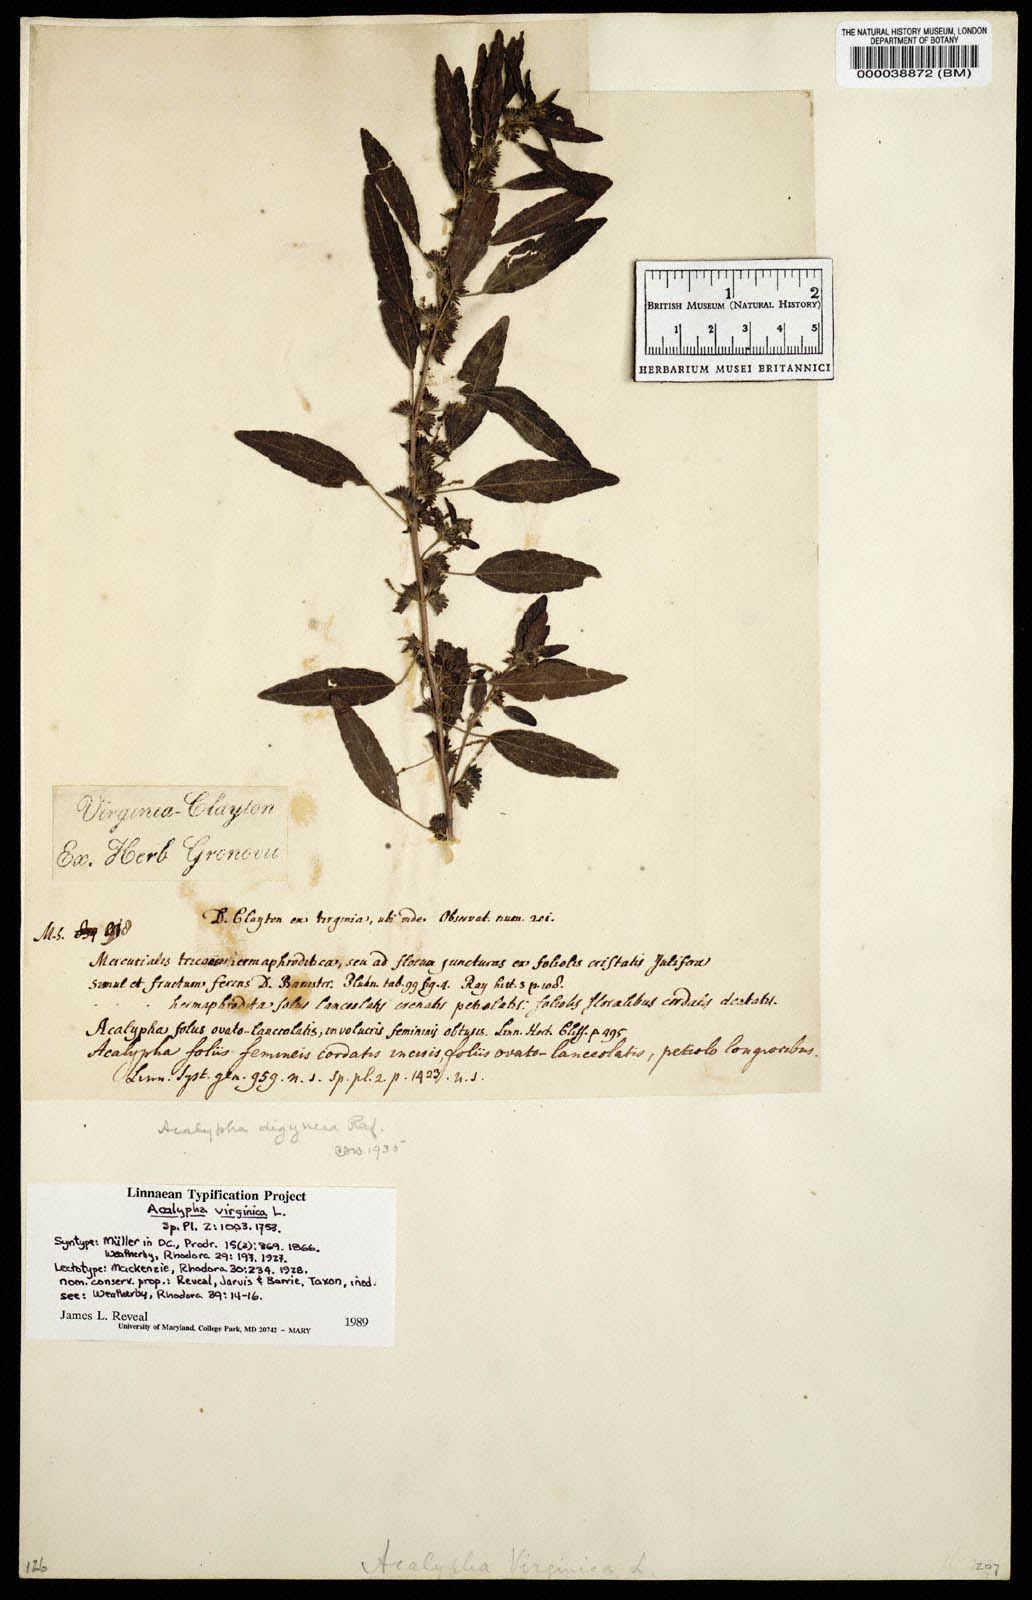 THE NATURAL HISTORY MUSEUM, LONDON
DEPARTMENT OF BOTANY
000038872 (BM)
1 2
BRITISH MUSEUM (NATURAL HISTORY)
1 2 3 4 5
HERBARIUM MUSEI BRITANNICI
Virginia-Clayton
Ex. Herb Gronovii
D. Clayton ex Virginia, ubi vide Observat. num. 201.
M.S. 918
Mercurialis tricoccos hermaphroditica, seu ad florum juncturas ex foliolis cristatis Julifera
simul et fructum ferens D. Banister. Plukn. tab. 99 fig. 4. Ray hist. 3 p. 108.
hermaphrodita foliis lanceolatis crenatis petiolatis; foliolis floralibus cordatis dentatis.
Acalypha foliis ovato-lanceolatis, involucris femininis obtusis. Linn. Hort. Cliff. p. 495.
Acalypha foliis femineis cordatis incisis, foliis ovato-lanceolatis, petiolo longioribus.
Linn. Syst. gen. 959. n. 1. Sp. pl. 2. p. 1423. n. 1.
Acalypha digyneia Raf.
1935
Linnaean Typification Project
Acalypha virginica L.
Sp. Pl. 2: 1003. 1753.
Syntype: Müller in DC., Prodr. 15(2): 869. 1866.
Weatherby, Rhodora 29: 197. 1927.
Lectotype: Mackenzie, Rhodora 30: 234. 1928.
nom. conserv. prop.: Reveal, Jarvis & Barrie, Taxon, ined.
see: Weatherby, Rhodora 39: 14-16.
James L. Reveal 1989
University of Maryland, College Park, MD 20742 – MARY
126 Acalypha Virginica L. 207